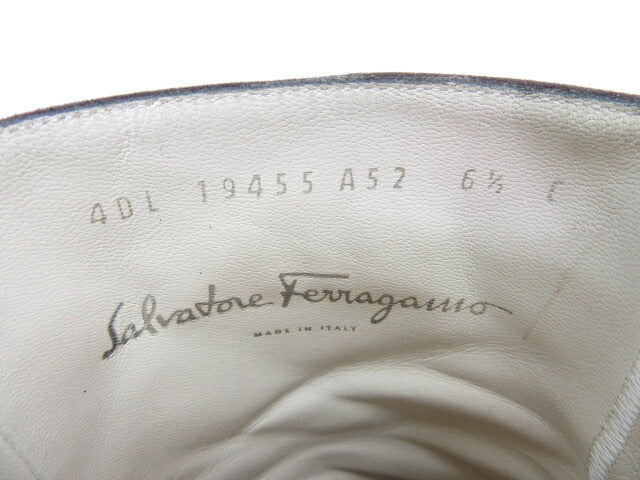 4DL 19455 A52 6½ E
Salvatore Ferragamo
MADE IN ITALY